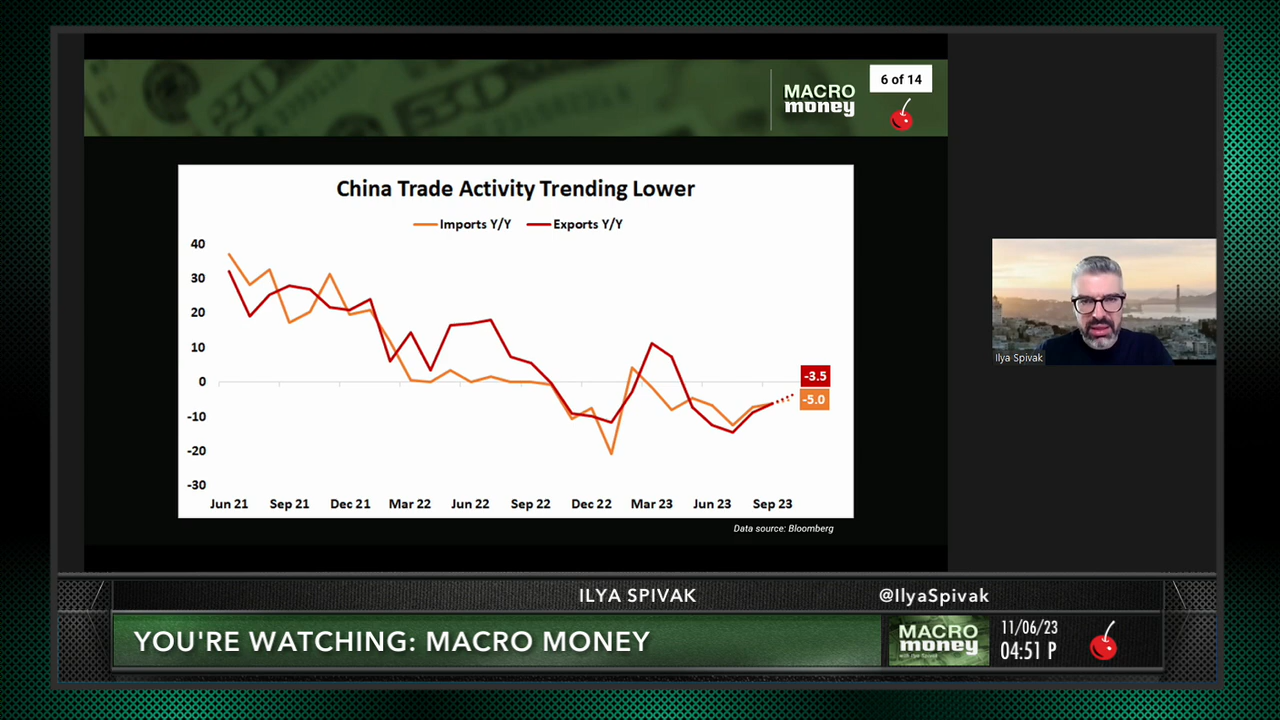 MACRO
money
6 of 14
China Trade Activity Trending Lower
Imports Y/Y
Exports Y/Y
40
30
20
10
0
-10
-20
-30
-3.5
-5.0
Jun 21
Sep 21
Dec 21
Mar 22
Jun 22
Sep 22
Dec 22
Mar 23
Jun 23
Sep 23
Data source: Bloomberg
Ilya Spivak
ILYA SPIVAK
@IlyaSpivak
YOU'RE WATCHING: MACRO MONEY
MACRO
money
with Ilya Spivak
11/06/23
04:51 P